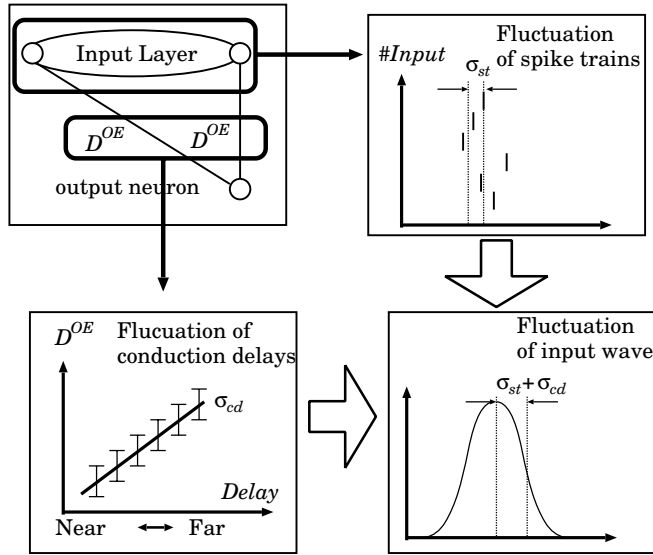 Input Layer
D^OE D^OE
output neuron
Fluctuation
of spike trains
#Input
σ_st
D^OE
Flucuation of
conduction delays
σ_cd
Delay
Near Far
Fluctuation
of input wave
σ_st+σ_cd